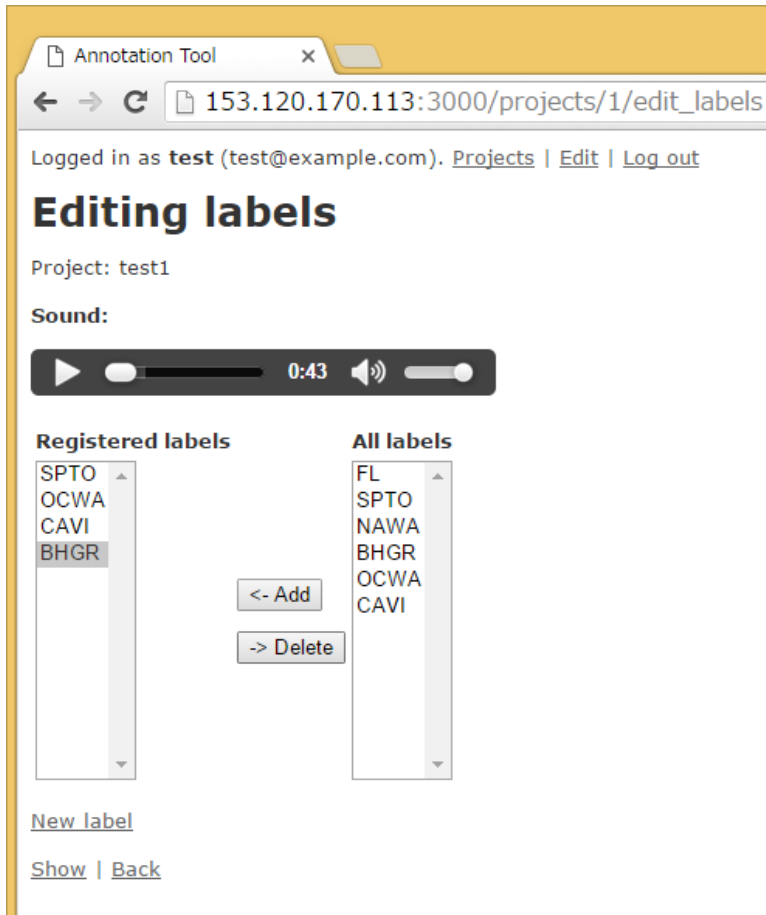 Annotation Tool
153.120.170.113:3000/projects/1/edit_labels
Logged in as test (test@example.com). Projects | Edit | Log out
Editing labels
Project: test1
Sound:
0:43
Registered labels
SPTO
OCWA
CAVI
BHGR
<- Add
-> Delete
All labels
FL
SPTO
NAWA
BHGR
OCWA
CAVI
New label
Show | Back